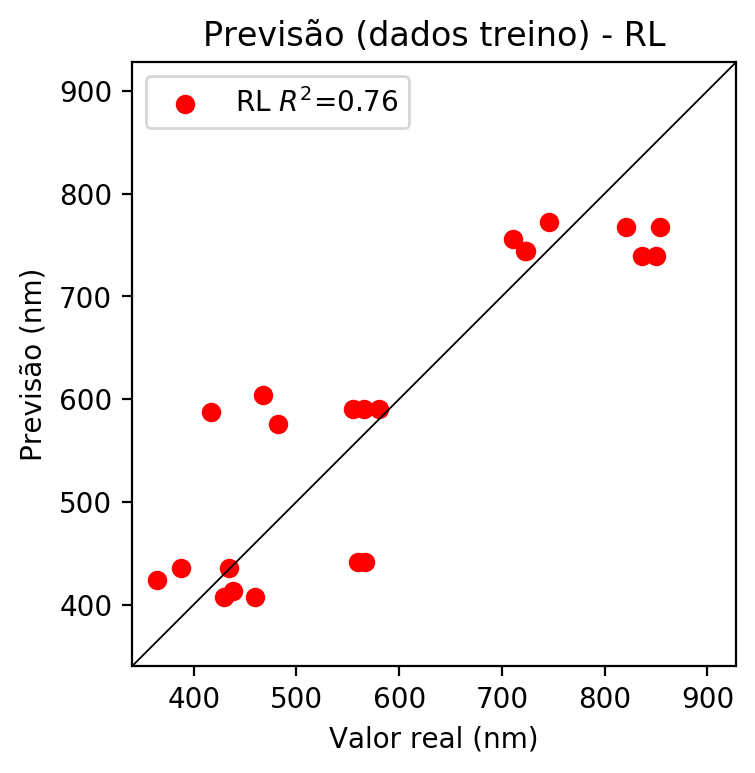 Previsão (dados treino) - RL
RL R²=0.76
900
800
700
600
500
400
Previsão (nm)
400 500 600 700 800 900
Valor real (nm)